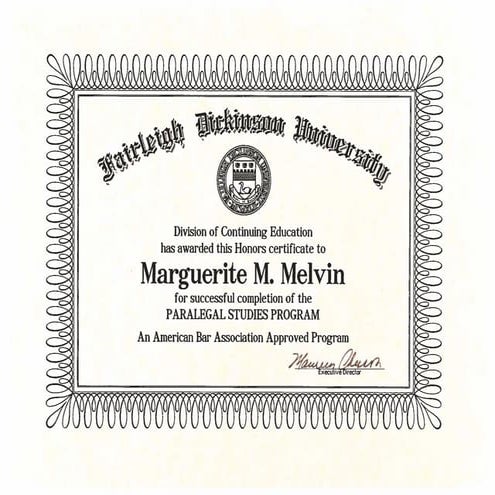 Fairleigh Dickinson University
Division of Continuing Education
has awarded this Honors certificate to
Marguerite M. Melvin
for successful completion of the
PARALEGAL STUDIES PROGRAM
An American Bar Association Approved Program
Executive Director